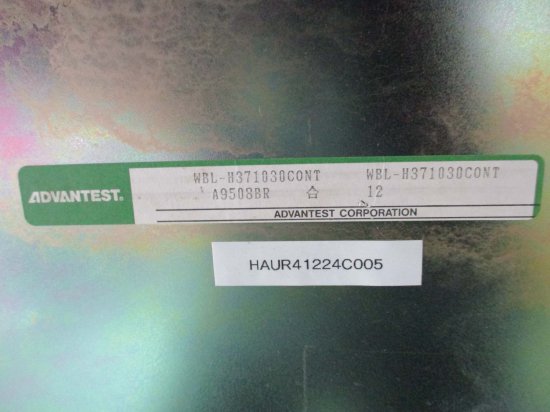 ADVANTEST®
WBL-H371030CONT WBL-H371030CONT
A9508BR 合 12
ADVANTEST CORPORATION
HAUR41224C005